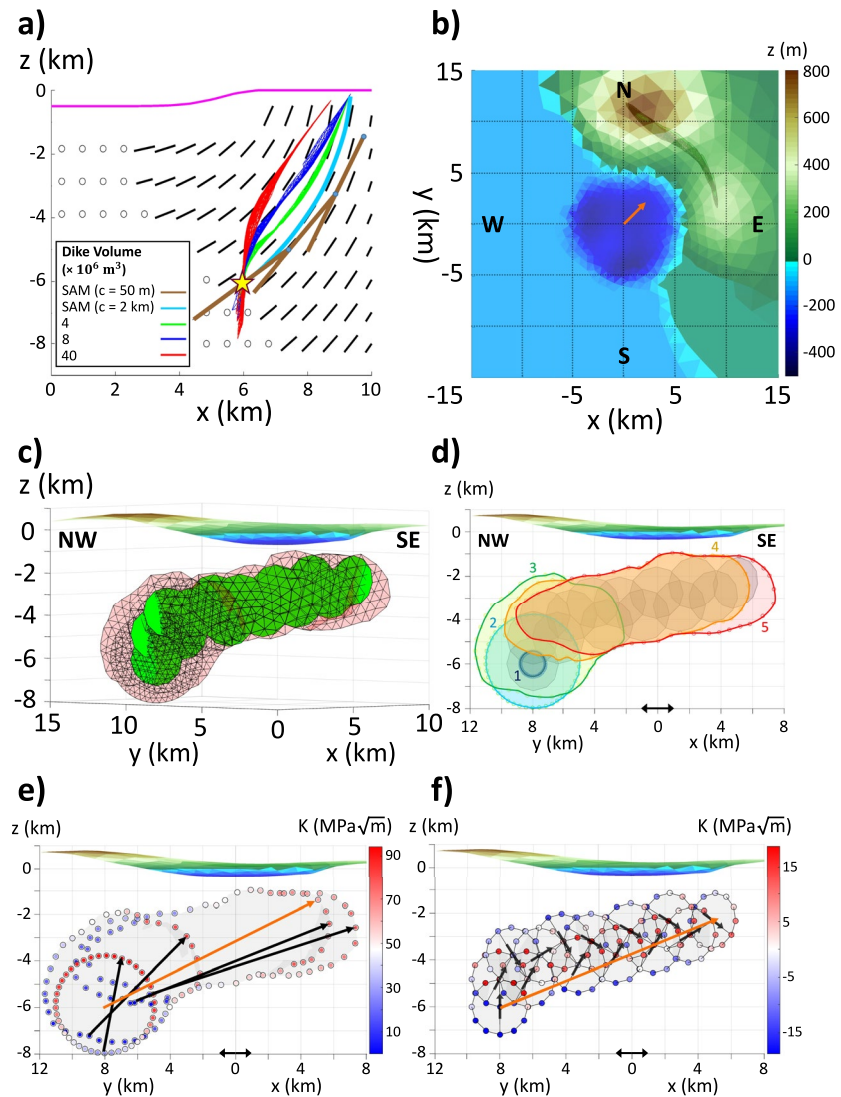 a)
z (km)
0
-2
-4
-6
-8
Dike Volume
(× 10⁶ m³)
SAM (c = 50 m)
SAM (c = 2 km)
4
8
40
0 2 4 6 8 10
x (km)
b)
z (m)
15
N
800
600
5
400
y (km)
W
E
200
0
-5
-200
S
-400
-15
-15 -5 5 15
x (km)
c)
z (km)
0
NW SE
-2
-4
-6
-8
15 10 5 0 5 10
y (km) x (km)
d)
z (km)
0
NW SE
4
3
-2
2
5
-4
-6
1
-8
12 8 4 0 4 8
y (km) x (km)
e)
z (km) K (MPa√m)
0
90
-2
70
-4
50
-6
30
10
-8
12 8 4 0 4 8
y (km) x (km)
f)
z (km) K (MPa√m)
0
15
-2
5
-4
-5
-6
-15
-8
12 8 4 0 4 8
y (km) x (km)